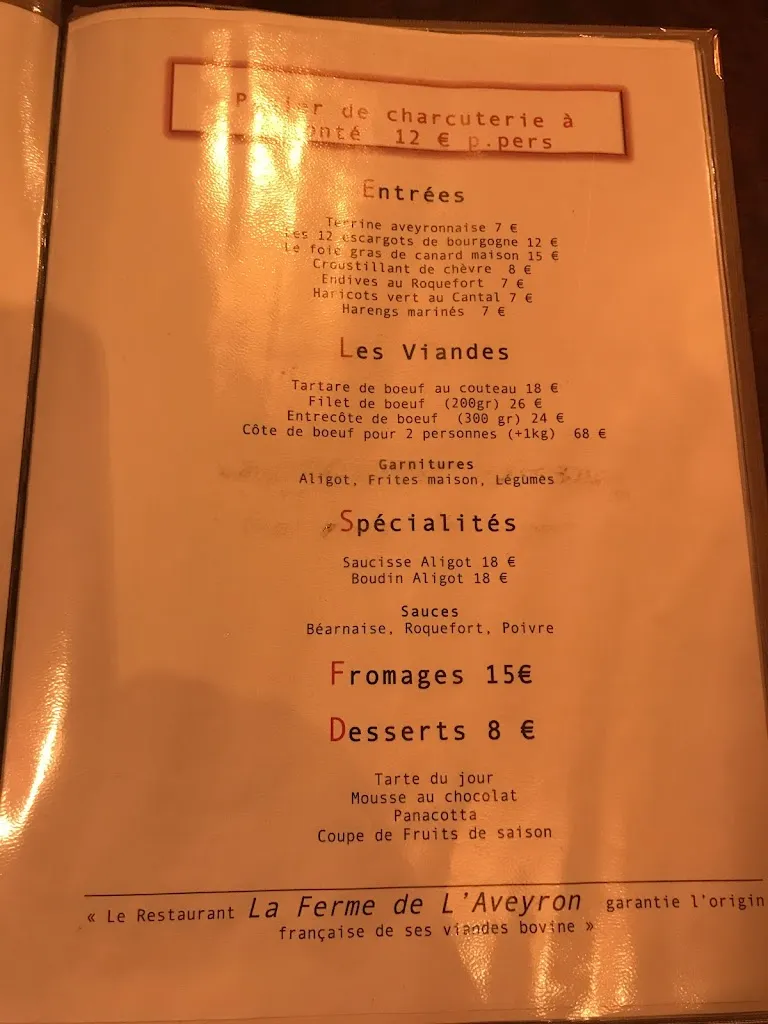 Panier de charcuterie à
volonté 12 € p.pers
Entrées
Terrine aveyronnaise 7 €
Les 12 escargots de bourgogne 12 €
Le foie gras de canard maison 15 €
Croustillant de chèvre 8 €
Endives au Roquefort 7 €
Haricots vert au Cantal 7 €
Harengs marinés 7 €
Les Viandes
Tartare de boeuf au couteau 18 €
Filet de boeuf (200gr) 26 €
Entrecôte de boeuf (300 gr) 24 €
Côte de boeuf pour 2 personnes (+1kg) 68 €
Garnitures
Aligot, Frites maison, Légumes
Spécialités
Saucisse Aligot 18 €
Boudin Aligot 18 €
Sauces
Béarnaise, Roquefort, Poivre
Fromages 15€
Desserts 8 €
Tarte du jour
Mousse au chocolat
Panacotta
Coupe de Fruits de saison
« Le Restaurant La Ferme de L'Aveyron garantie l'origin
française de ses viandes bovine »